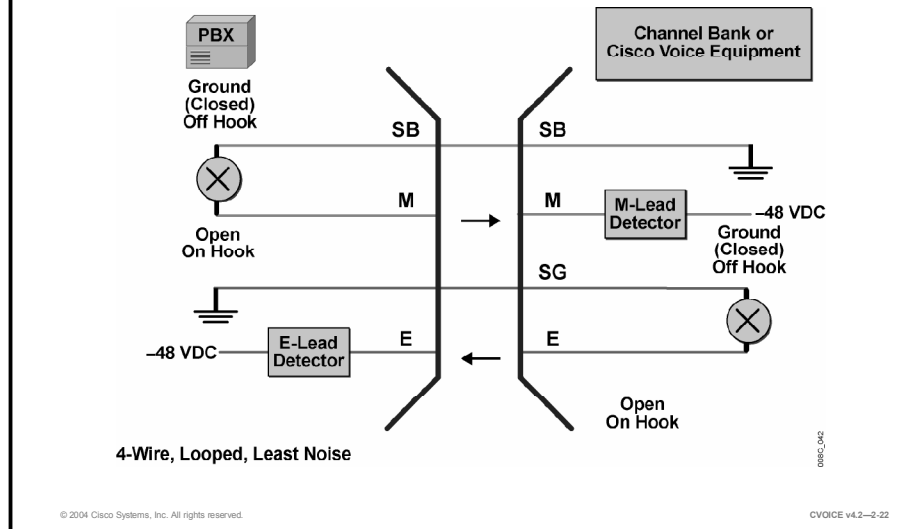 PBX
Channel Bank or
Cisco Voice Equipment
Ground
(Closed)
Off Hook
SB
SB
M
M
M-Lead
Detector
–48 VDC
Open
On Hook
Ground
(Closed)
Off Hook
SG
–48 VDC
E-Lead
Detector
E
E
Open
On Hook
4-Wire, Looped, Least Noise
008C_042
© 2004 Cisco Systems, Inc. All rights reserved.
CVOICE v4.2—2-22